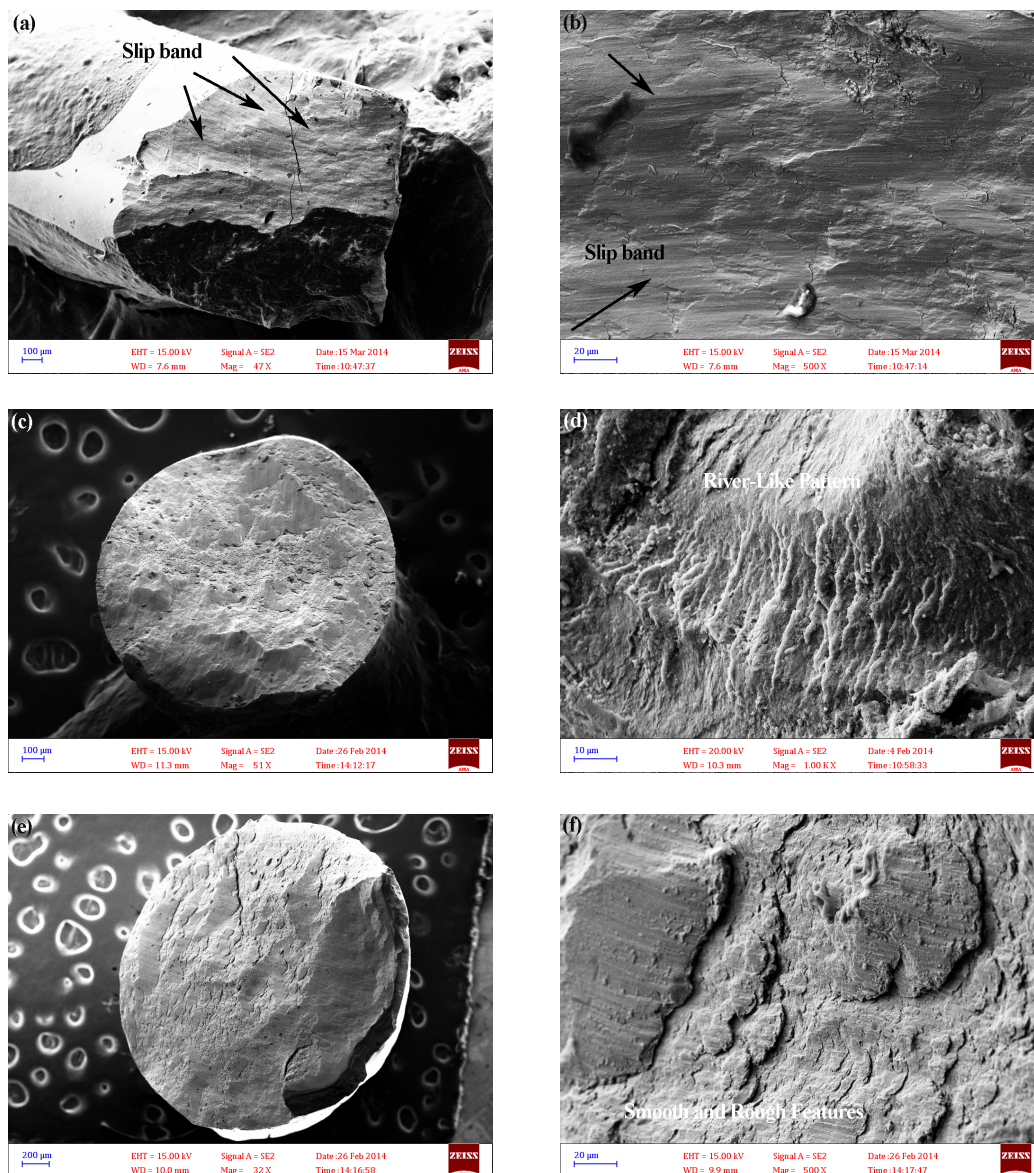 (a)
Slip band
100 μm
EHT = 15.00 kV Signal A = SE2 Date :15 Mar 2014
WD = 7.6 mm Mag = 47 X Time :10:47:37
ZEISS
(b)
Slip band
20 μm
EHT = 15.00 kV Signal A = SE2 Date :15 Mar 2014
WD = 7.6 mm Mag = 500 X Time :10:47:14
ZEISS
(c)
100 μm
EHT = 15.00 kV Signal A = SE2 Date :26 Feb 2014
WD = 11.3 mm Mag = 51 X Time :14:12:17
ZEISS
(d)
River-Like Pattern
10 μm
EHT = 20.00 kV Signal A = SE2 Date :4 Feb 2014
WD = 10.3 mm Mag = 1.00 K X Time :10:58:33
ZEISS
(e)
200 μm
EHT = 15.00 kV Signal A = SE2 Date :26 Feb 2014
WD = 10.0 mm Mag = 32 X Time :14:16:58
ZEISS
(f)
Smooth and Rough Features
20 μm
EHT = 15.00 kV Signal A = SE2 Date :26 Feb 2014
WD = 9.9 mm Mag = 500 X Time :14:17:47
ZEISS